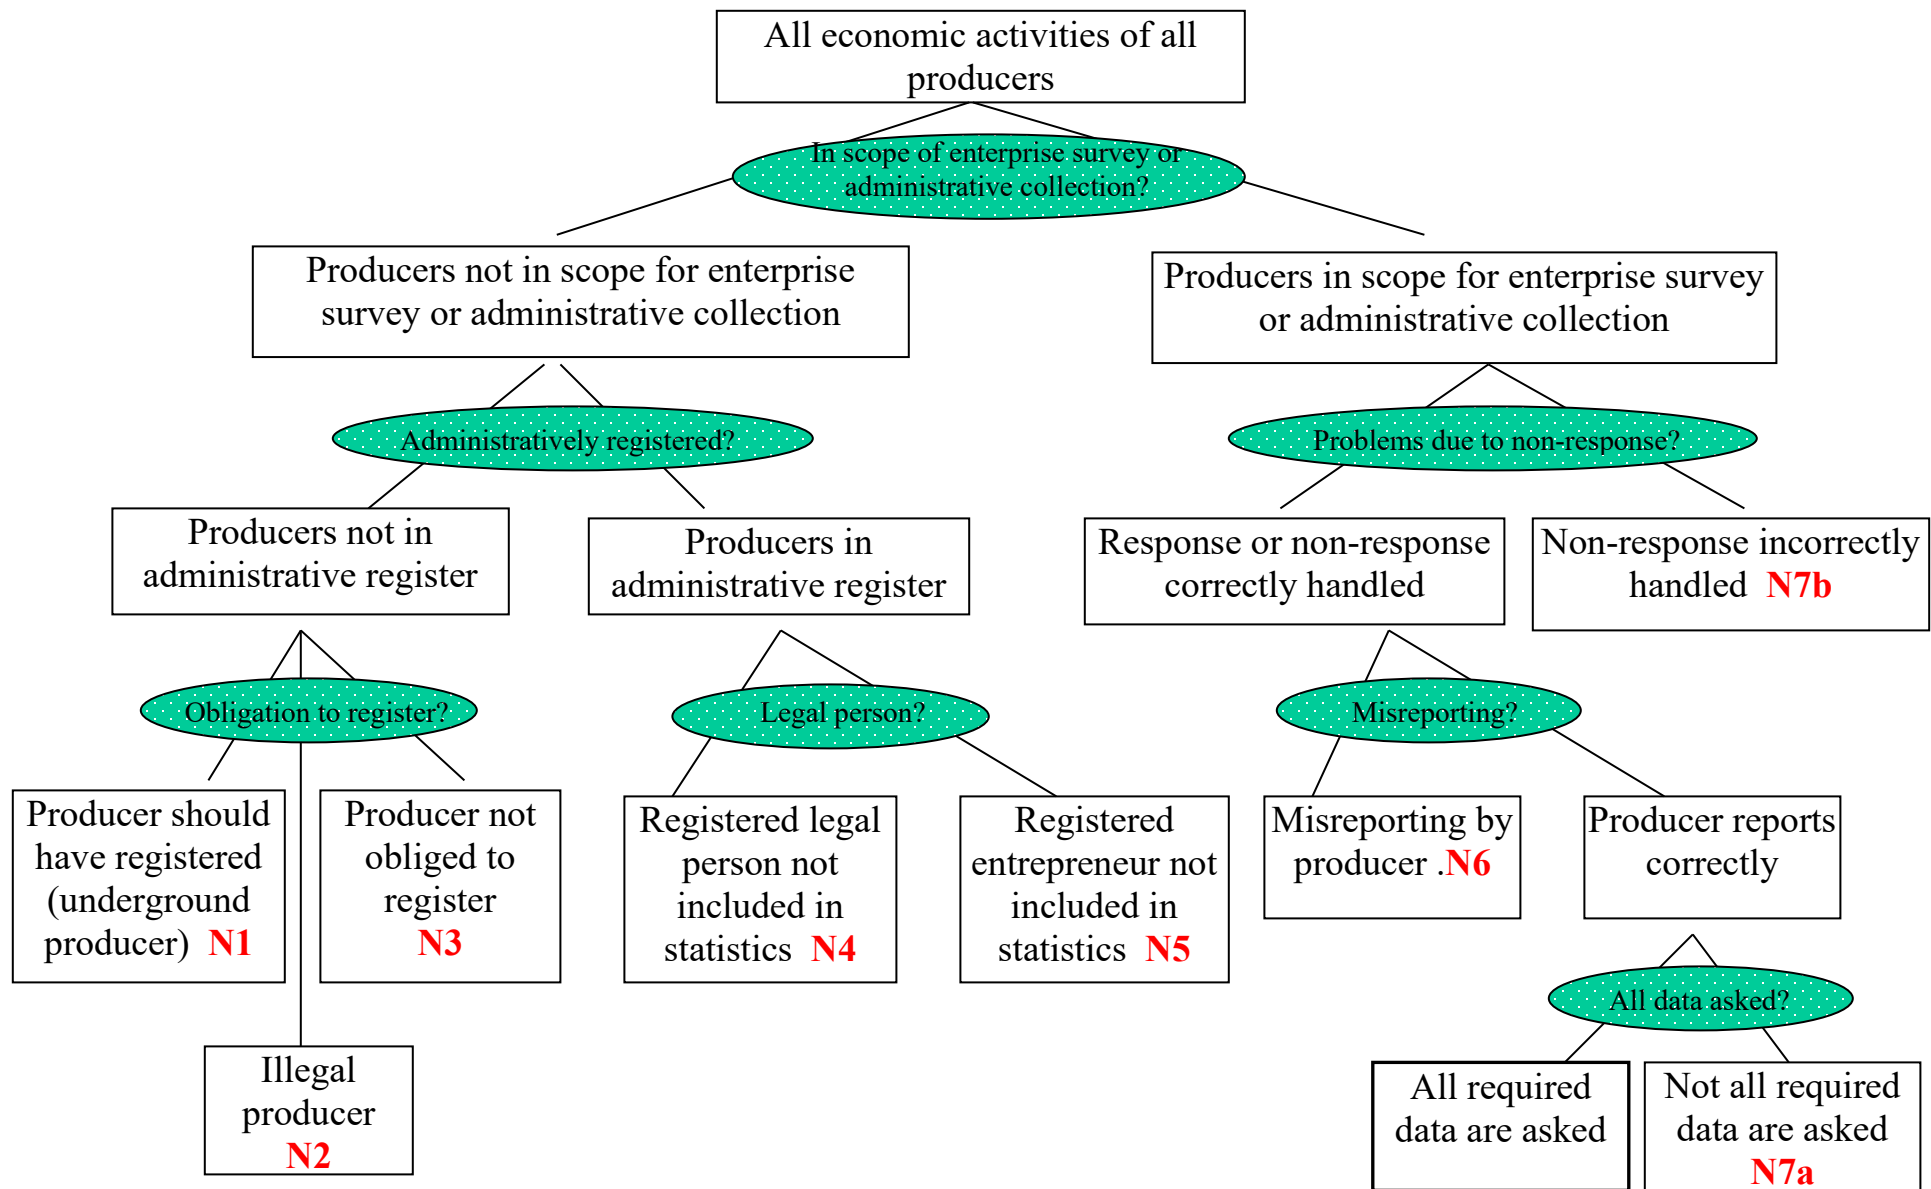 All economic activities of all
producers
In scope of enterprise survey or
administrative collection?
Producers not in scope for enterprise
survey or administrative collection
Producers in scope for enterprise survey
or administrative collection
Administratively registered?
Problems due to non-response?
Producers not in
administrative register
Producers in
administrative register
Response or non-response
correctly handled
Non-response incorrectly
handled N7b
Obligation to register?
Legal person?
Misreporting?
Producer should
have registered
(underground
producer) N1
Producer not
obliged to
register
N3
Registered legal
person not
included in
statistics N4
Registered
entrepreneur not
included in
statistics N5
Misreporting by
producer .N6
Producer reports
correctly
All data asked?
Illegal
producer
N2
All required
data are asked
Not all required
data are asked
N7a